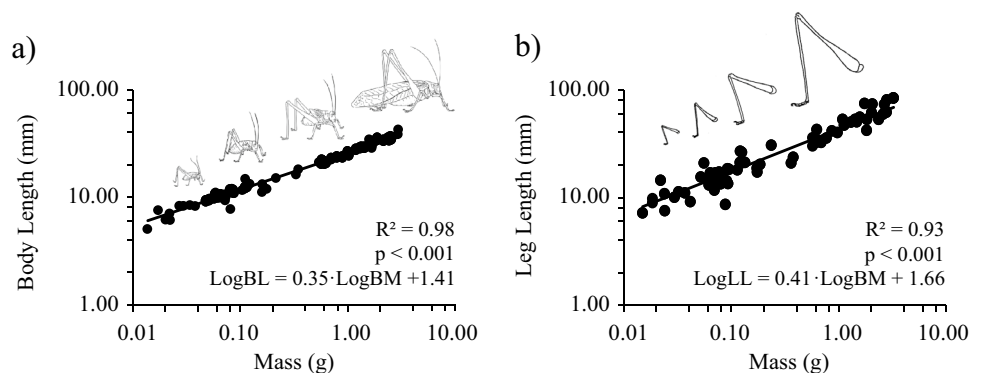 a)
Body Length (mm)
100.00
10.00
1.00
R² = 0.98
p < 0.001
LogBL = 0.35·LogBM +1.41
0.01 0.10 1.00 10.00
Mass (g)
b)
Leg Length (mm)
100.00
10.00
1.00
R² = 0.93
p < 0.001
LogLL = 0.41·LogBM + 1.66
0.01 0.10 1.00 10.00
Mass (g)